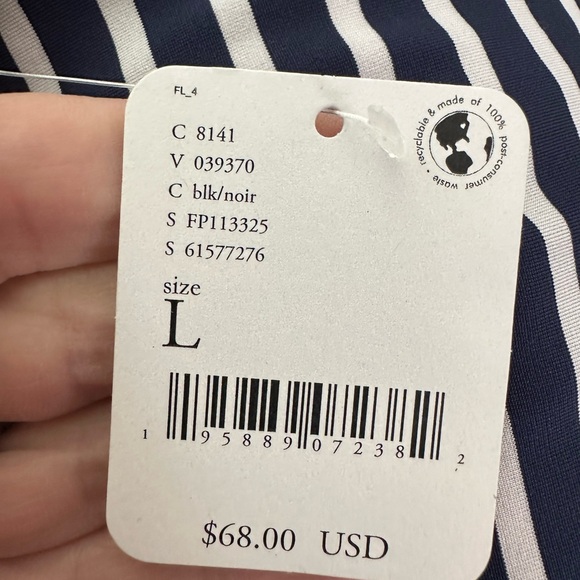 FL_4
recyclable & made of 100% post-consumer waste •
C 8141
V 039370
C blk/noir
S FP113325
S 61577276
size
L
1 95889 07238 2
$68.00 USD